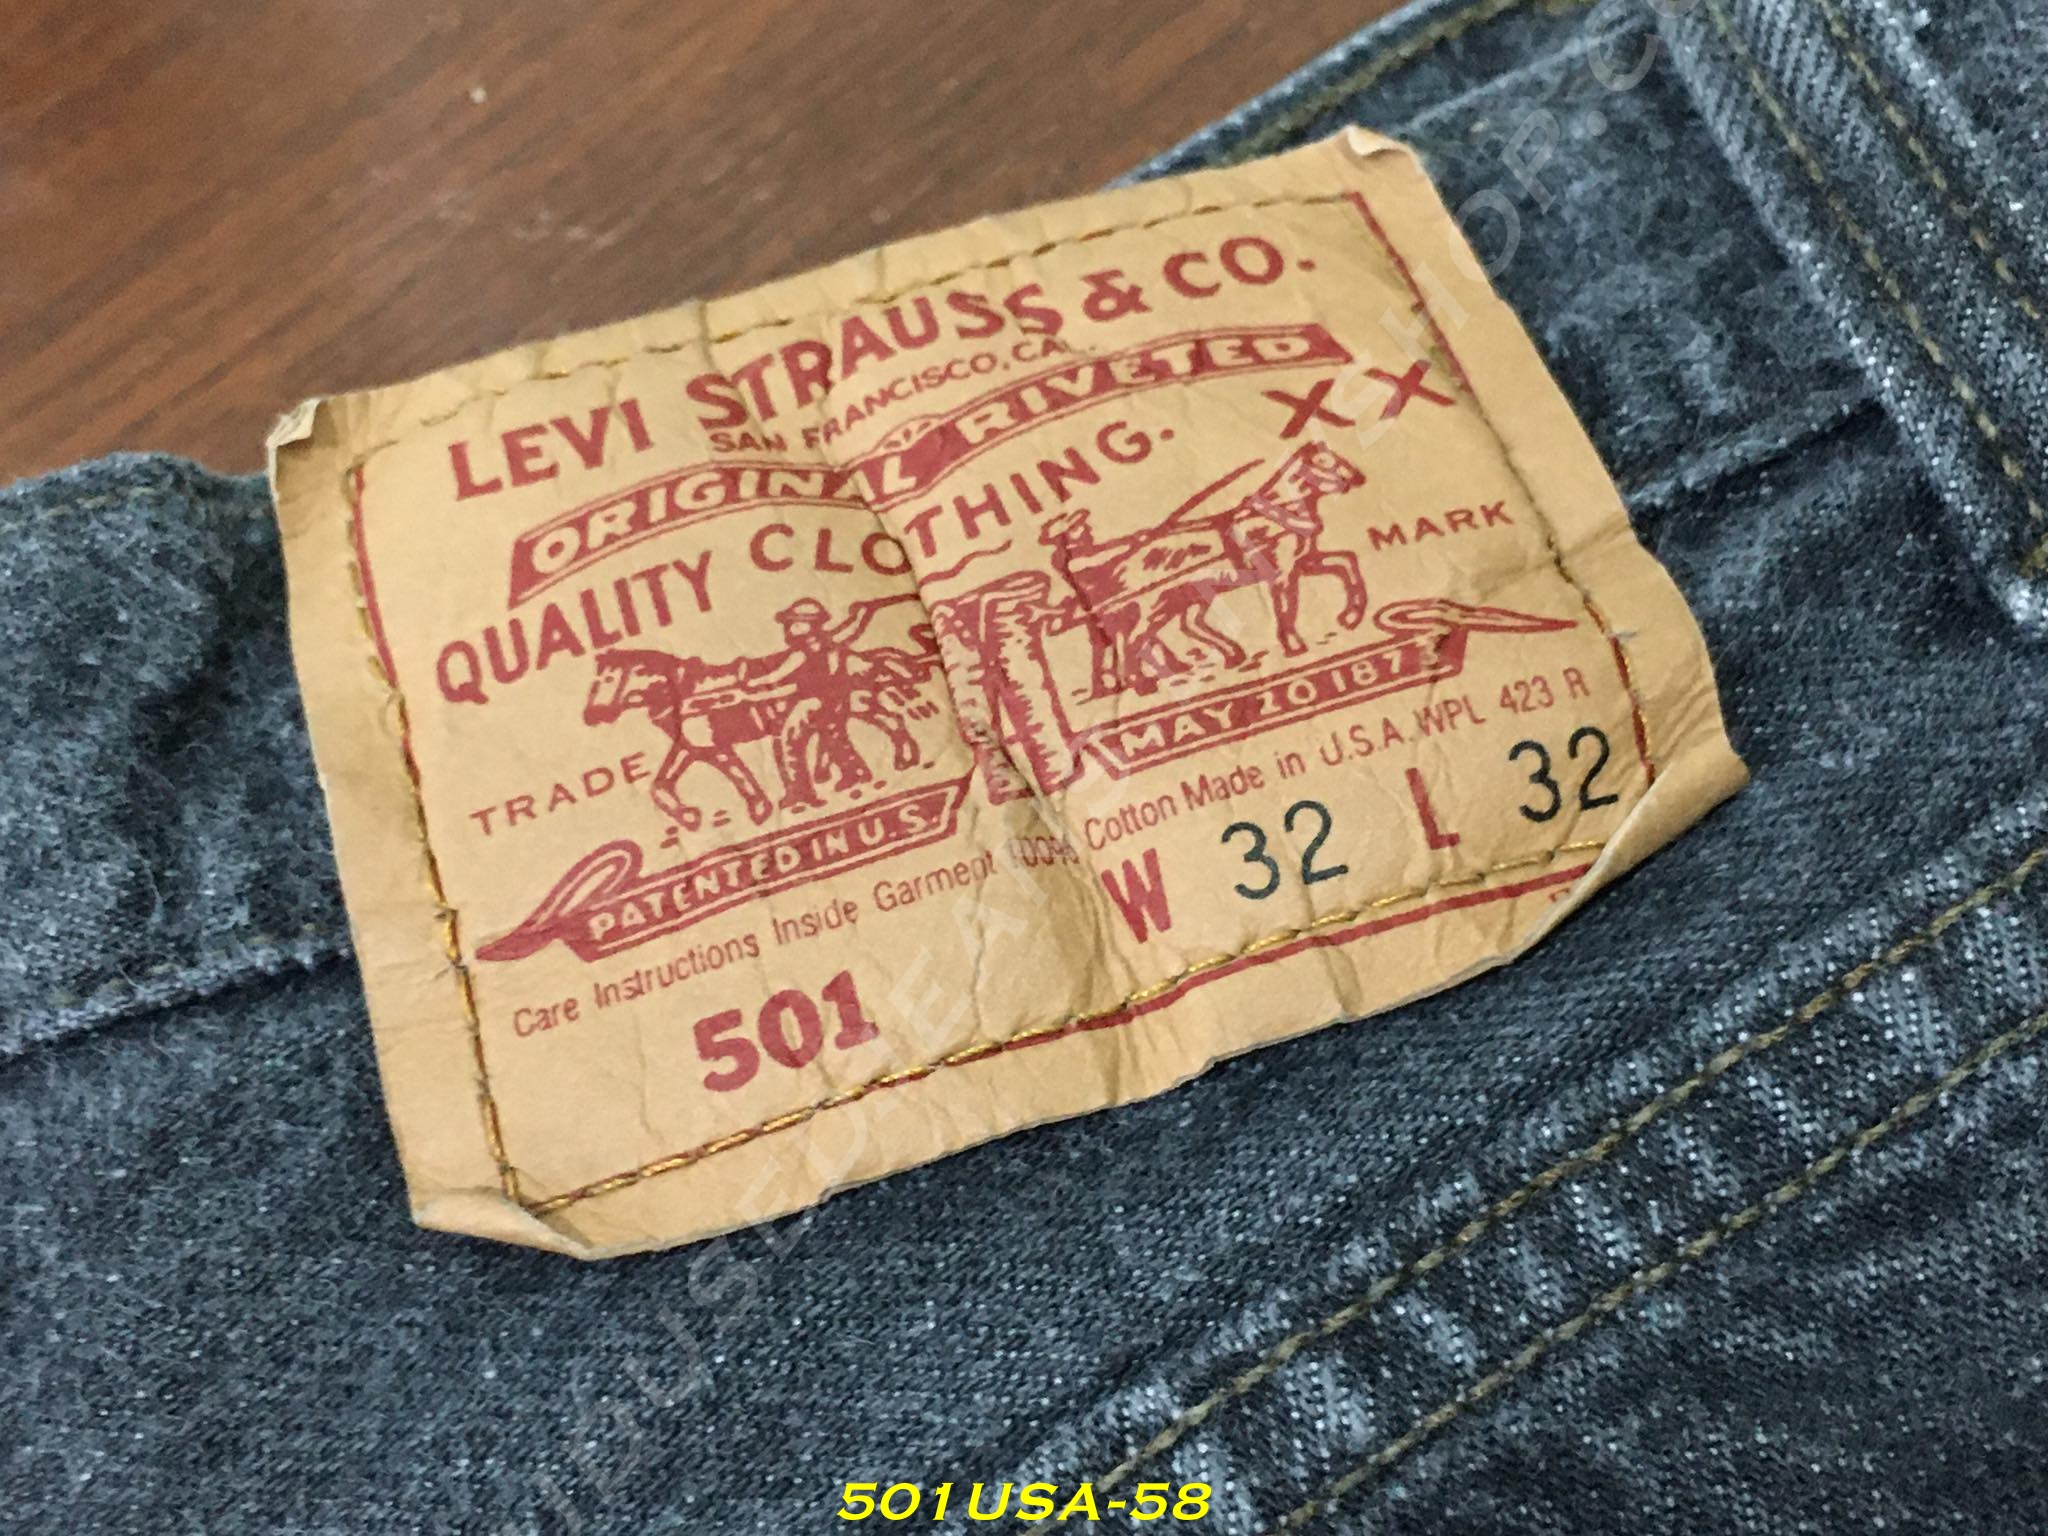 LEVI STRAUSS & CO.
SAN FRANCISCO, CAL.
ORIGINAL RIVETED
QUALITY CLOTHING. XX
TRADE MARK
PATENTED IN U.S. MAY 20 1873
Care Instructions Inside Garment 100% Cotton Made in U.S.A. WPL 423 R
501 W 32 L 32
501USA-58